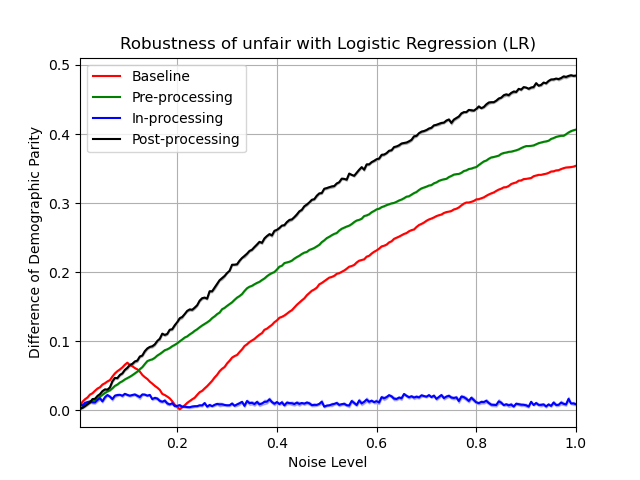 Robustness of unfair with Logistic Regression (LR)
Difference of Demographic Parity
0.5
0.4
0.3
0.2
0.1
0.0
Baseline
Pre-processing
In-processing
Post-processing
0.2 0.4 0.6 0.8 1.0
Noise Level